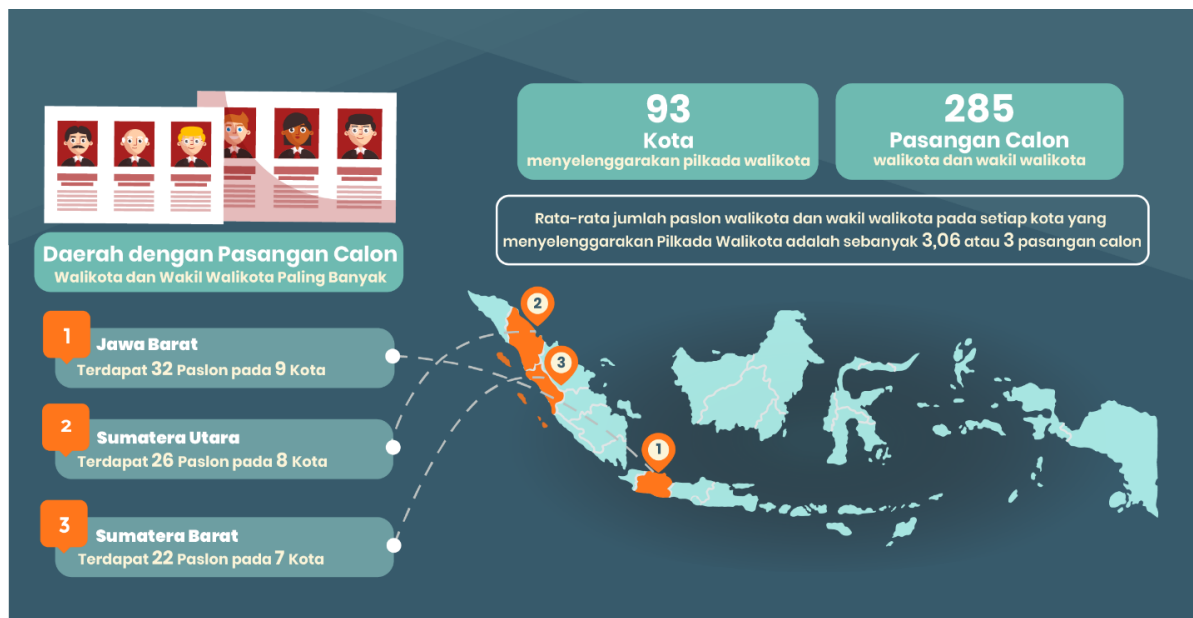 93
Kota
menyelenggarakan pilkada walikota
285
Pasangan Calon
walikota dan wakil walikota
Rata-rata jumlah paslon walikota dan wakil walikota pada setiap kota yang
menyelenggarakan Pilkada Walikota adalah sebanyak 3,06 atau 3 pasangan calon
Daerah dengan Pasangan Calon
Walikota dan Wakil Walikota Paling Banyak
1
Jawa Barat
Terdapat 32 Paslon pada 9 Kota
2
Sumatera Utara
Terdapat 26 Paslon pada 8 Kota
3
Sumatera Barat
Terdapat 22 Paslon pada 7 Kota
2
3
1